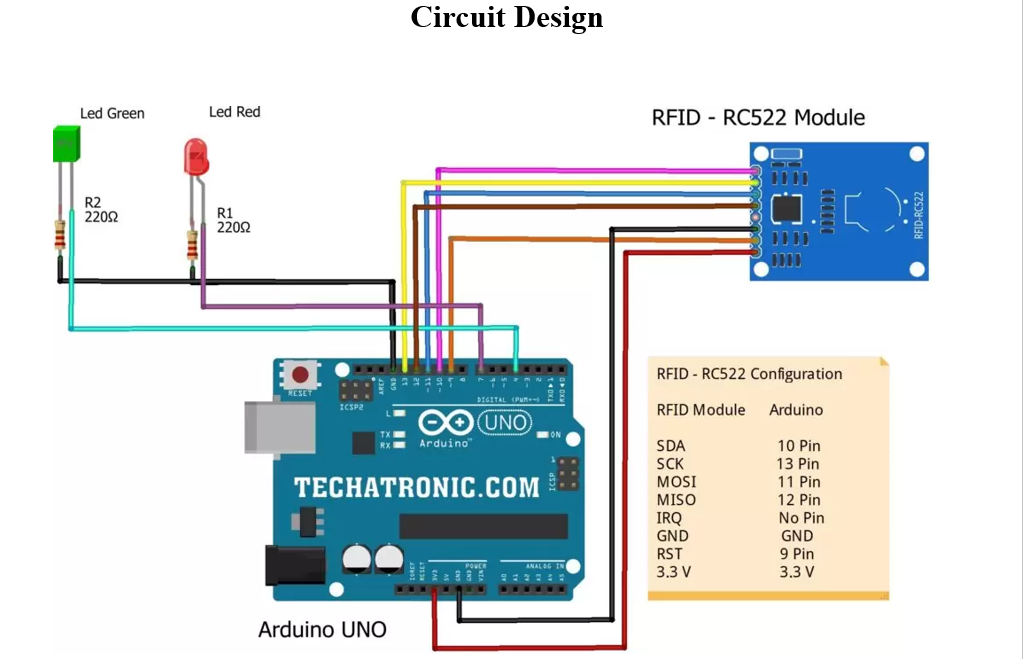 Circuit Design
Led Green
Led Red
RFID - RC522 Module
R2
220Ω
R1
220Ω
RFID-RC522
RESET
ICSP2
AREF
GND
13
12
~11
~10
~9
8
7
~6
~5
4
~3
2
TXD▶1
RXD◀0
DIGITAL (PWM=~)
L
TX
RX
Arduino™
UNO
ON
ICSP
1
TECHATRONIC.COM
POWER
ANALOG IN
IOREF
RESET
3V3
5V
GND
GND
VIN
A0
A1
A2
A3
A4
A5
Arduino UNO
RFID - RC522 Configuration
RFID Module Arduino
SDA 10 Pin
SCK 13 Pin
MOSI 11 Pin
MISO 12 Pin
IRQ No Pin
GND GND
RST 9 Pin
3.3 V 3.3 V